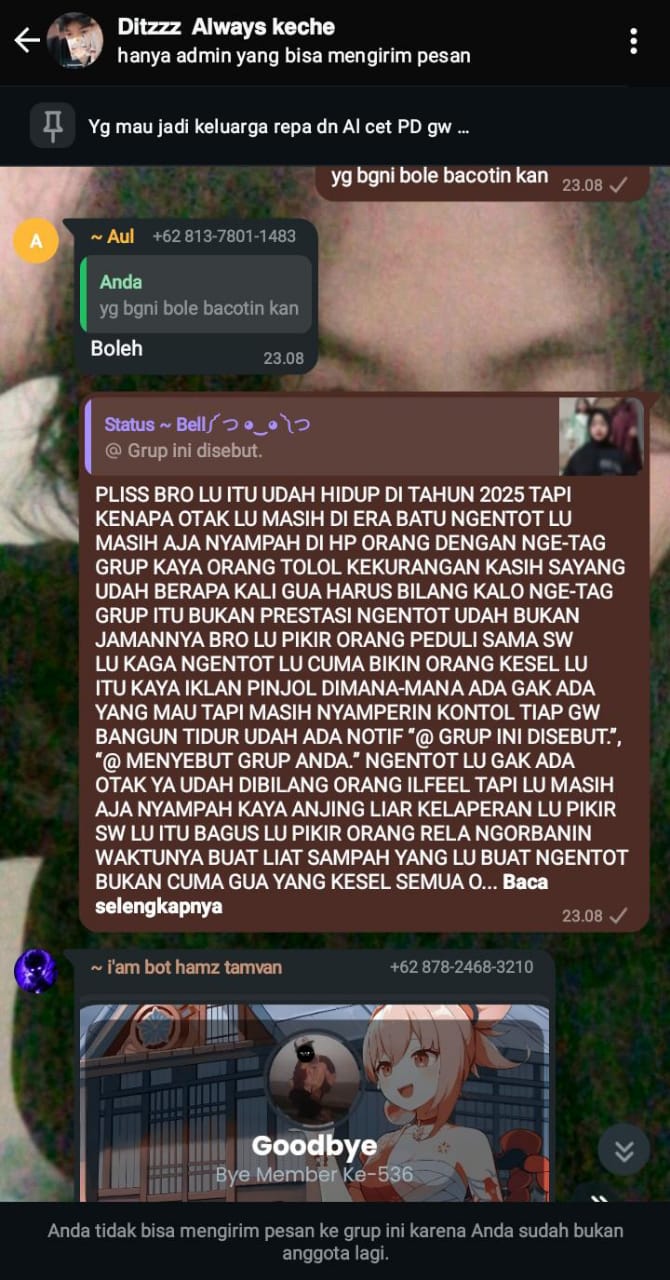 Ditzzz Always keche
hanya admin yang bisa mengirim pesan
Yg mau jadi keluarga repa dn Al cet PD gw ...
yg bgni bole bacotin kan
23.08
A
~ Aul +62 813-7801-1483
Anda
yg bgni bole bacotin kan
Boleh
23.08
Status ~ Bell
@ Grup ini disebut.
PLISS BRO LU ITU UDAH HIDUP DI TAHUN 2025 TAPI
KENAPA OTAK LU MASIH DI ERA BATU NGENTOT LU
MASIH AJA NYAMPAH DI HP ORANG DENGAN NGE-TAG
GRUP KAYA ORANG TOLOL KEKURANGAN KASIH SAYANG
UDAH BERAPA KALI GUA HARUS BILANG KALO NGE-TAG
GRUP ITU BUKAN PRESTASI NGENTOT UDAH BUKAN
JAMANNYA BRO LU PIKIR ORANG PEDULI SAMA SW
LU KAGA NGENTOT LU CUMA BIKIN ORANG KESEL LU
ITU KAYA IKLAN PINJOL DIMANA-MANA ADA GAK ADA
YANG MAU TAPI MASIH NYAMPERIN KONTOL TIAP GW
BANGUN TIDUR UDAH ADA NOTIF “@ GRUP INI DISEBUT.”,
“@ MENYEBUT GRUP ANDA.” NGENTOT LU GAK ADA
OTAK YA UDAH DIBILANG ORANG ILFEEL TAPI LU MASIH
AJA NYAMPAH KAYA ANJING LIAR KELAPERAN LU PIKIR
SW LU ITU BAGUS LU PIKIR ORANG RELA NGORBANIN
WAKTUNYA BUAT LIAT SAMPAH YANG LU BUAT NGENTOT
BUKAN CUMA GUA YANG KESEL SEMUA O... Baca
selengkapnya
23.08
~ i'am bot hamz tamvan +62 878-2468-3210
Goodbye
Bye Member Ke-536
Anda tidak bisa mengirim pesan ke grup ini karena Anda sudah bukan
anggota lagi.